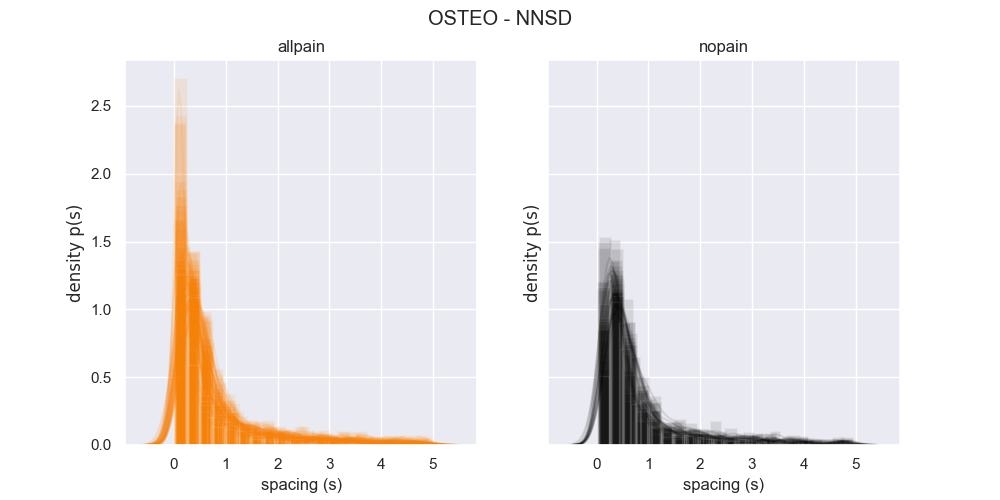 OSTEO - NNSD
allpain
nopain
density p(s)
2.5
2.0
1.5
1.0
0.5
0.0
0 1 2 3 4 5
spacing (s)
density p(s)
0 1 2 3 4 5
spacing (s)